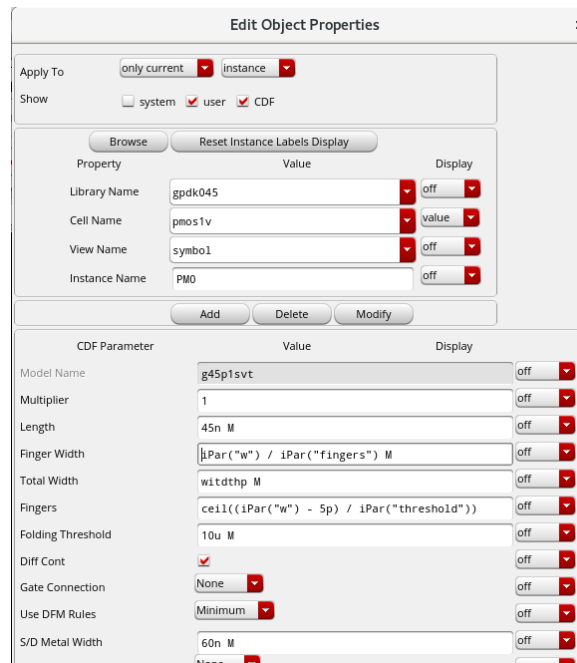 Edit Object Properties
Apply To only current instance
Show system user CDF
Browse Reset Instance Labels Display
Property Value Display
Library Name gpdk045 off
Cell Name pmos1v value
View Name symbol off
Instance Name PM0 off
Add Delete Modify
CDF Parameter Value Display
Model Name g45p1svt off
Multiplier 1 off
Length 45n M off
Finger Width iPar("w") / iPar("fingers") M off
Total Width witdthp M off
Fingers ceil((iPar("w") - 5p) / iPar("threshold")) off
Folding Threshold 10u M off
Diff Cont off
Gate Connection None off
Use DFM Rules Minimum off
S/D Metal Width 60n M off